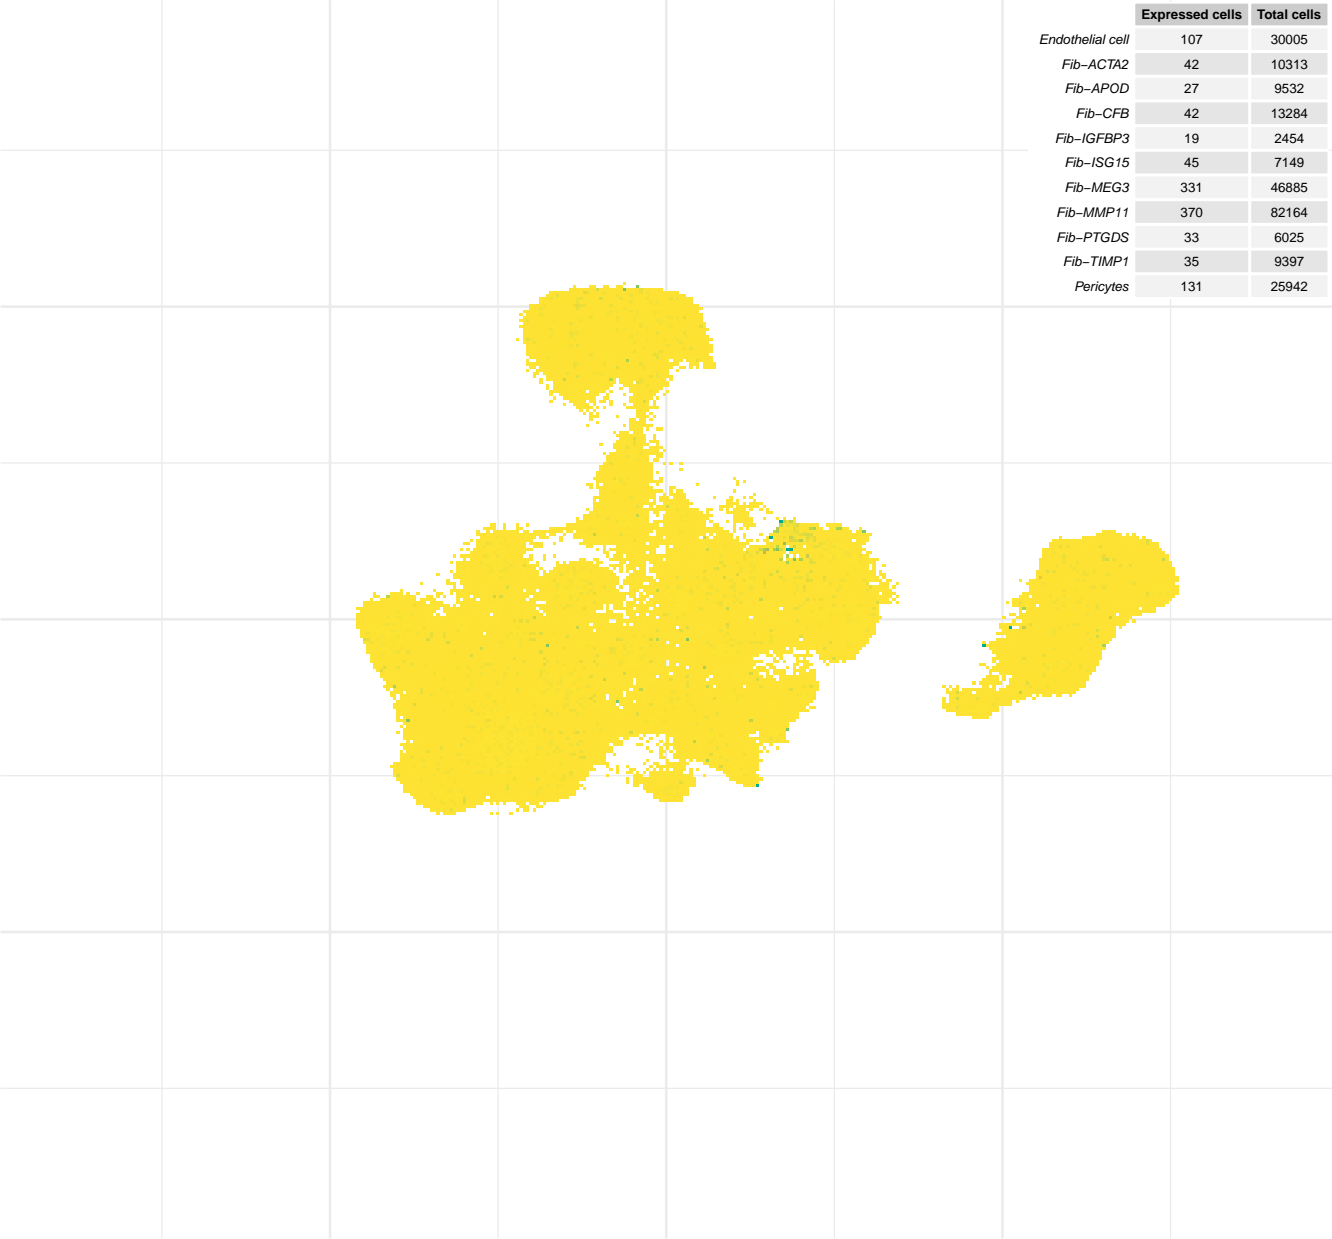 Expressed cells Total cells
Endothelial cell 107 30005
Fib−ACTA2 42 10313
Fib−APOD 27 9532
Fib−CFB 42 13284
Fib−IGFBP3 19 2454
Fib−ISG15 45 7149
Fib−MEG3 331 46885
Fib−MMP11 370 82164
Fib−PTGDS 33 6025
Fib−TIMP1 35 9397
Pericytes 131 25942